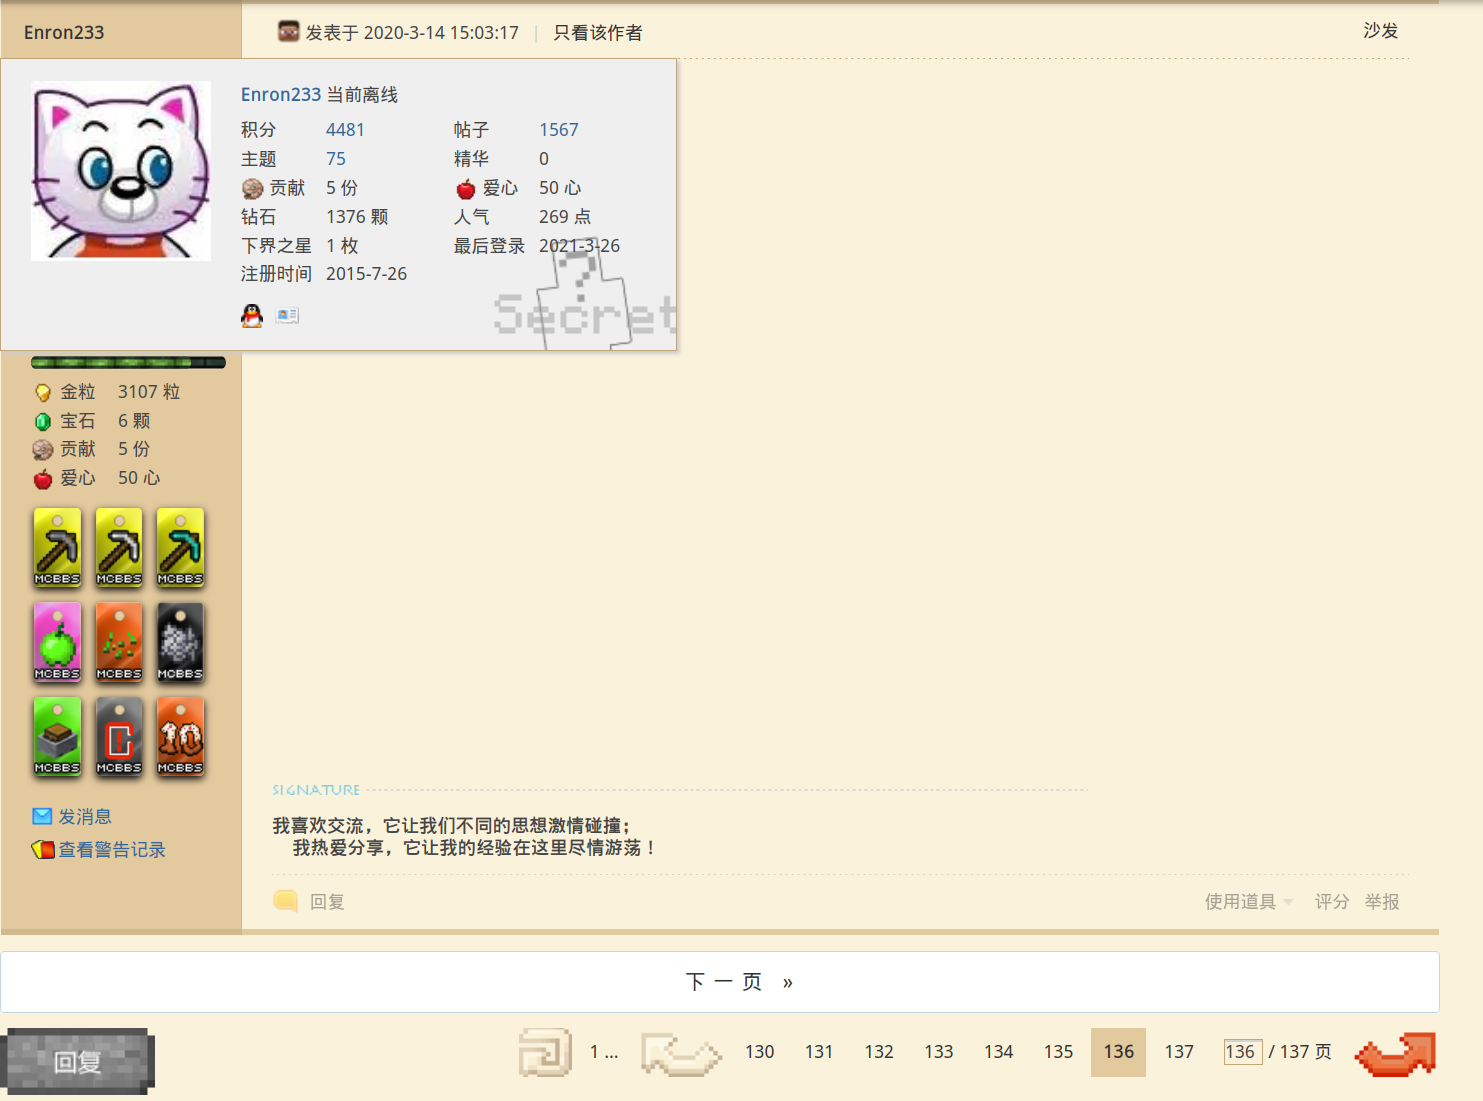 Enron233
发表于 2020-3-14 15:03:17 | 只看该作者
沙发
Enron233 当前离线
积分 4481 帖子 1567
主题 75 精华 0
贡献 5 份 爱心 50 心
钻石 1376 颗 人气 269 点
下界之星 1 枚 最后登录 2021-3-26
注册时间 2015-7-26
?
Secret
金粒 3107 粒
宝石 6 颗
贡献 5 份
爱心 50 心
MCBBS MCBBS MCBBS
MCBBS MCBBS MCBBS
C 10
MCBBS MCBBS MCBBS
发消息
查看警告记录
SIGNATURE
我喜欢交流，它让我们不同的思想激情碰撞；
我热爱分享，它让我的经验在这里尽情游荡！
回复 使用道具 评分 举报
下一页 »
回复
1 ... 130 131 132 133 134 135 136 137 136 / 137 页